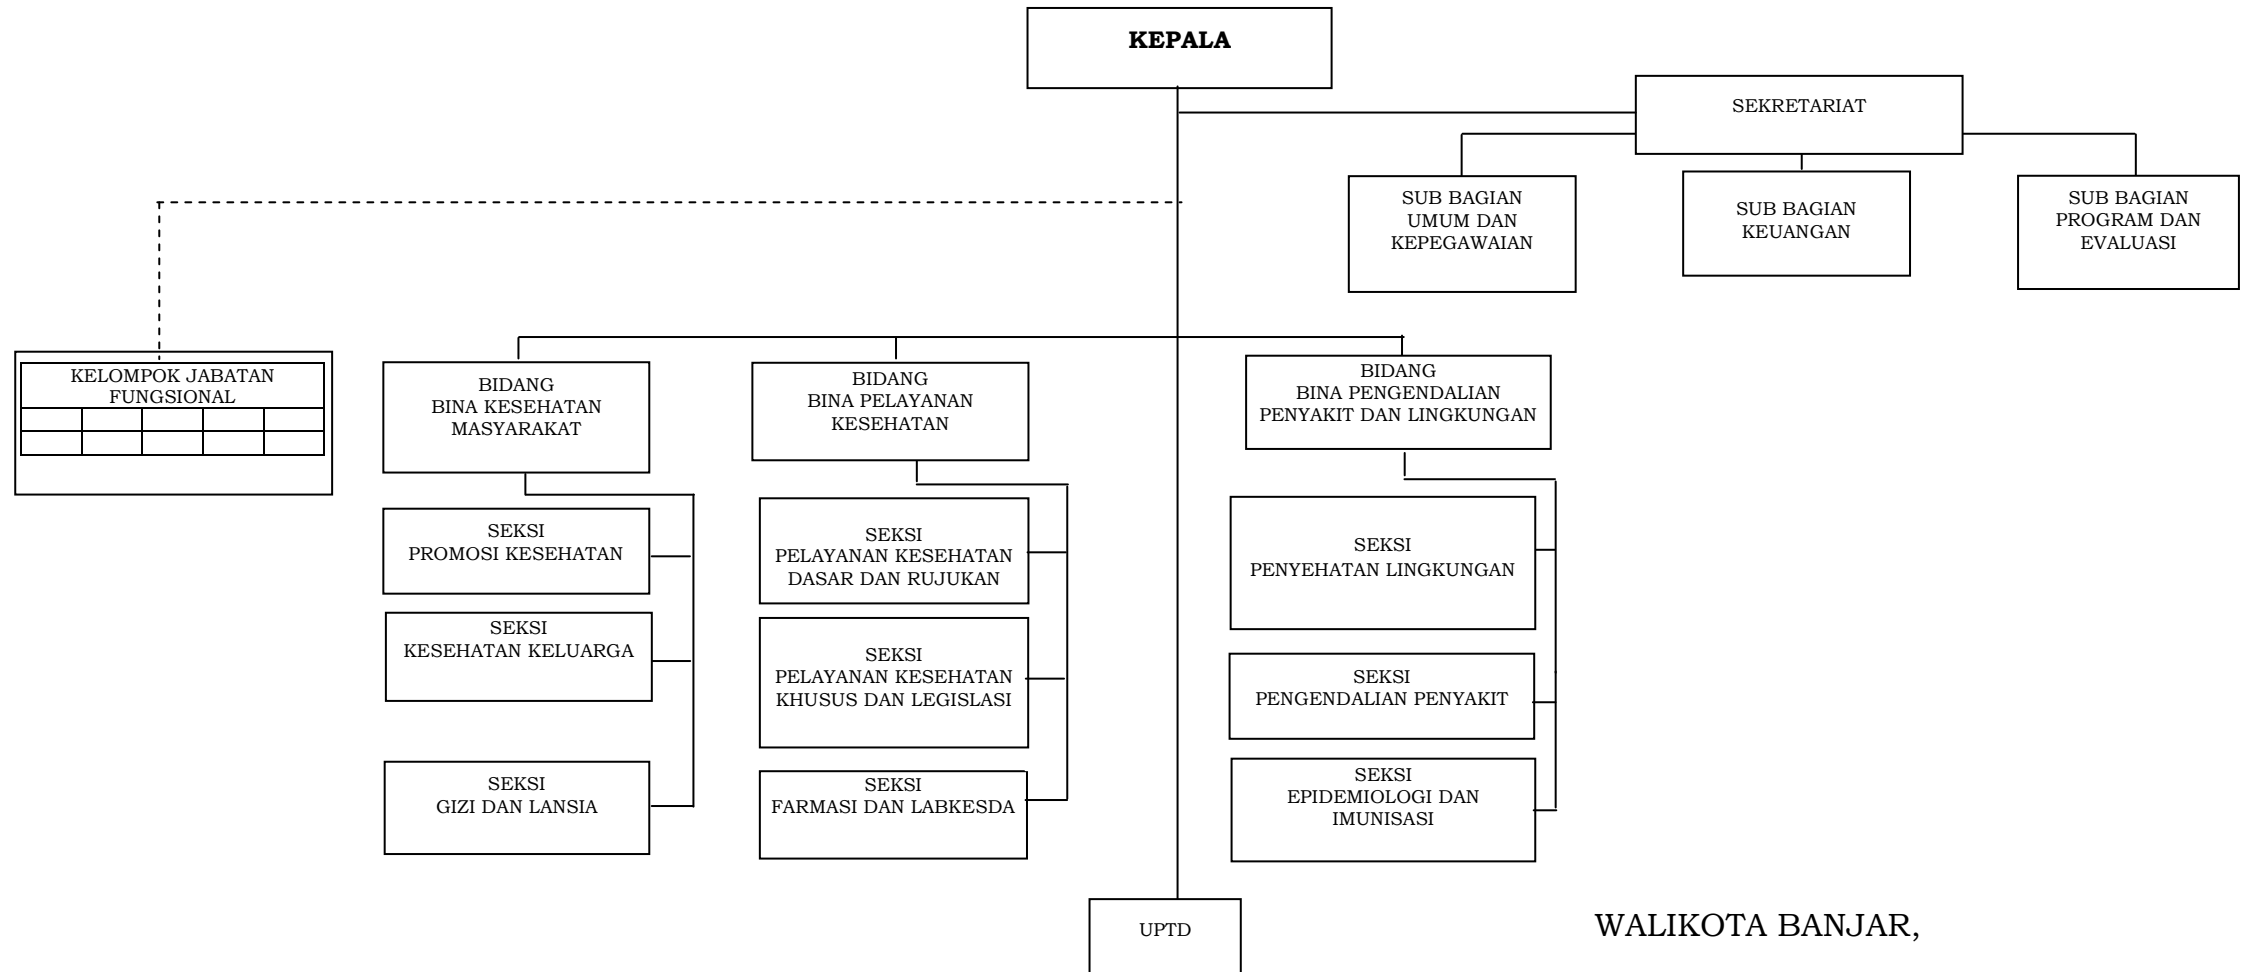 KEPALA
SEKRETARIAT
SUB BAGIAN
UMUM DAN
KEPEGAWAIAN
SUB BAGIAN
KEUANGAN
SUB BAGIAN
PROGRAM DAN
EVALUASI
KELOMPOK JABATAN
FUNGSIONAL
BIDANG
BINA KESEHATAN
MASYARAKAT
BIDANG
BINA PELAYANAN
KESEHATAN
BIDANG
BINA PENGENDALIAN
PENYAKIT DAN LINGKUNGAN
SEKSI
PROMOSI KESEHATAN
SEKSI
KESEHATAN KELUARGA
SEKSI
GIZI DAN LANSIA
SEKSI
PELAYANAN KESEHATAN
DASAR DAN RUJUKAN
SEKSI
PELAYANAN KESEHATAN
KHUSUS DAN LEGISLASI
SEKSI
FARMASI DAN LABKESDA
SEKSI
PENYEHATAN LINGKUNGAN
SEKSI
PENGENDALIAN PENYAKIT
SEKSI
EPIDEMIOLOGI DAN
IMUNISASI
UPTD
WALIKOTA BANJAR,